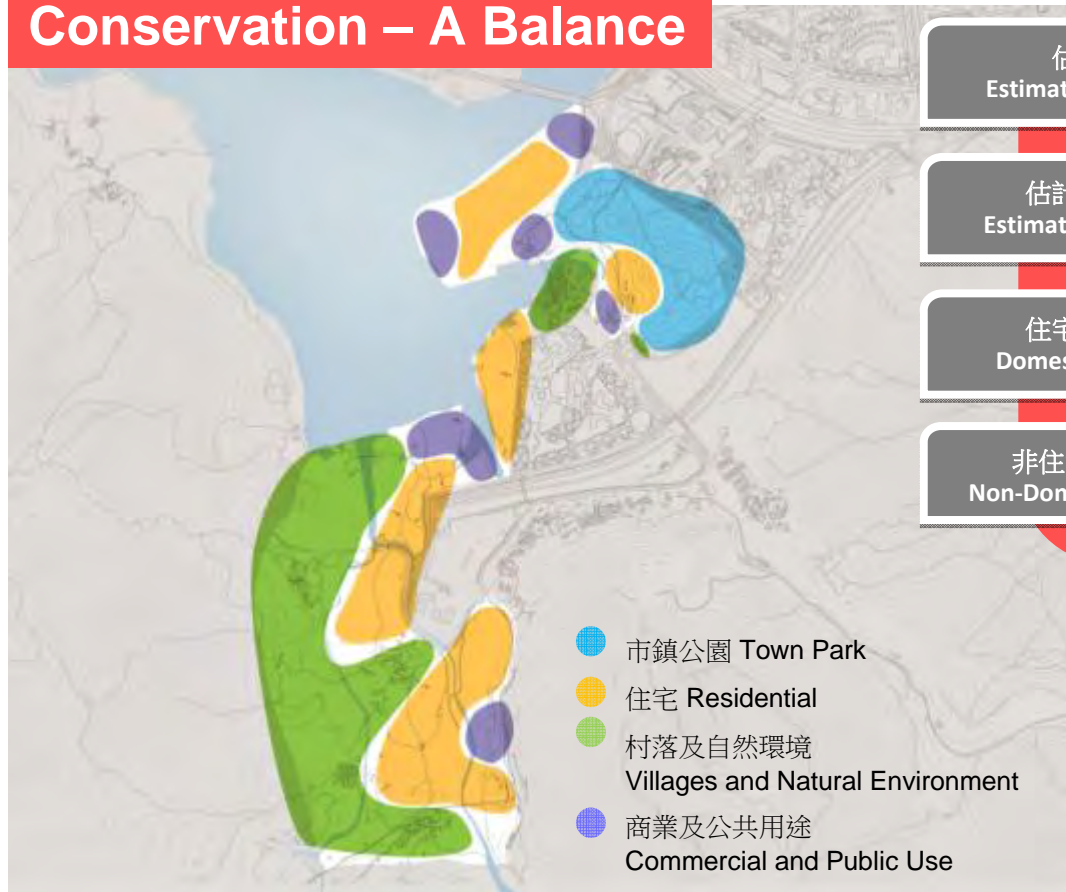 Conservation – A Balance
估
Estimat
估計
Estimat
住宅
Domes
非住
Non-Don
市鎮公園 Town Park
住宅 Residential
村落及自然環境
Villages and Natural Environment
商業及公共用途
Commercial and Public Use